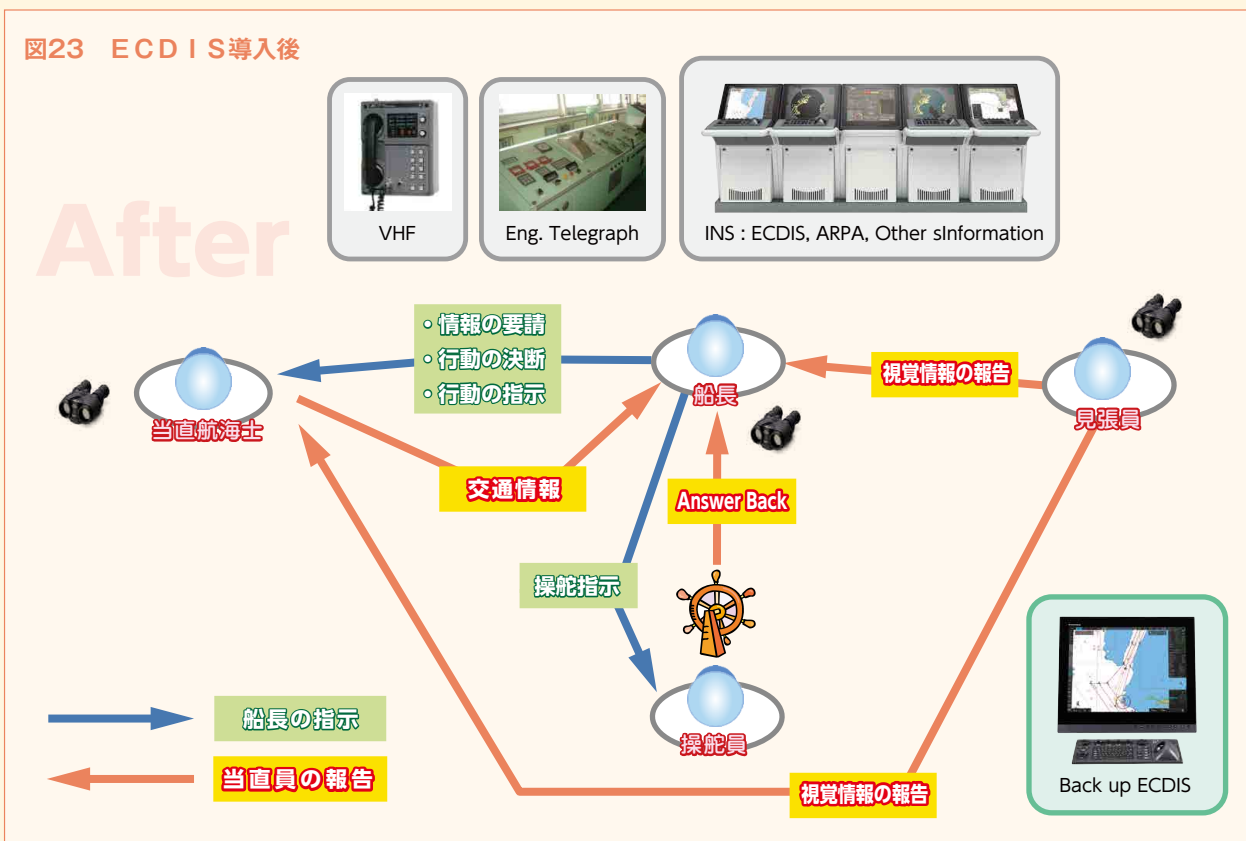 図23 ECDIS導入後
After
VHF
Eng. Telegraph
INS : ECDIS, ARPA, Other sInformation
・情報の要請
・行動の決断
・行動の指示
船長
視覚情報の報告
見張員
当直航海士
交通情報
Answer Back
操舵指示
操舵員
船長の指示
当直員の報告
視覚情報の報告
Back up ECDIS